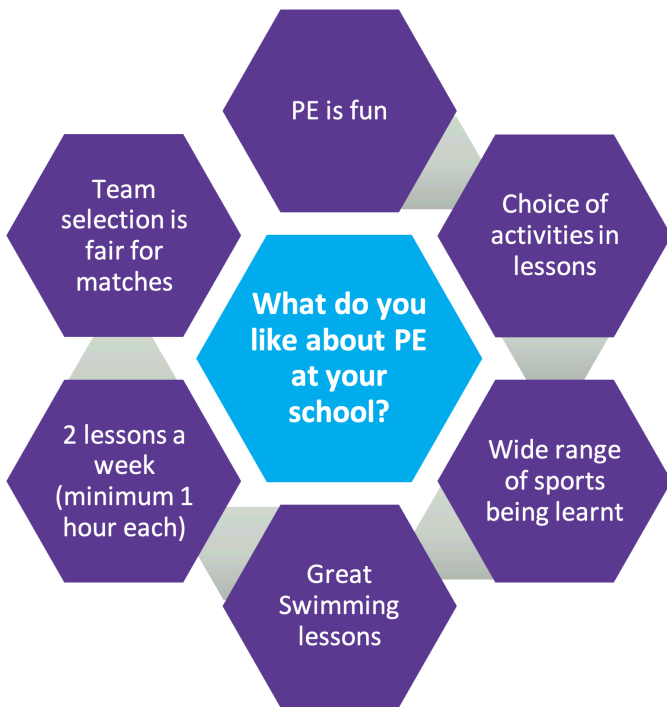 PE is fun
Choice of
activities in
lessons
Wide range
of sports
being learnt
Great
Swimming
lessons
2 lessons a
week
(minimum 1
hour each)
Team
selection is
fair for
matches
What do you
like about PE
at your
school?